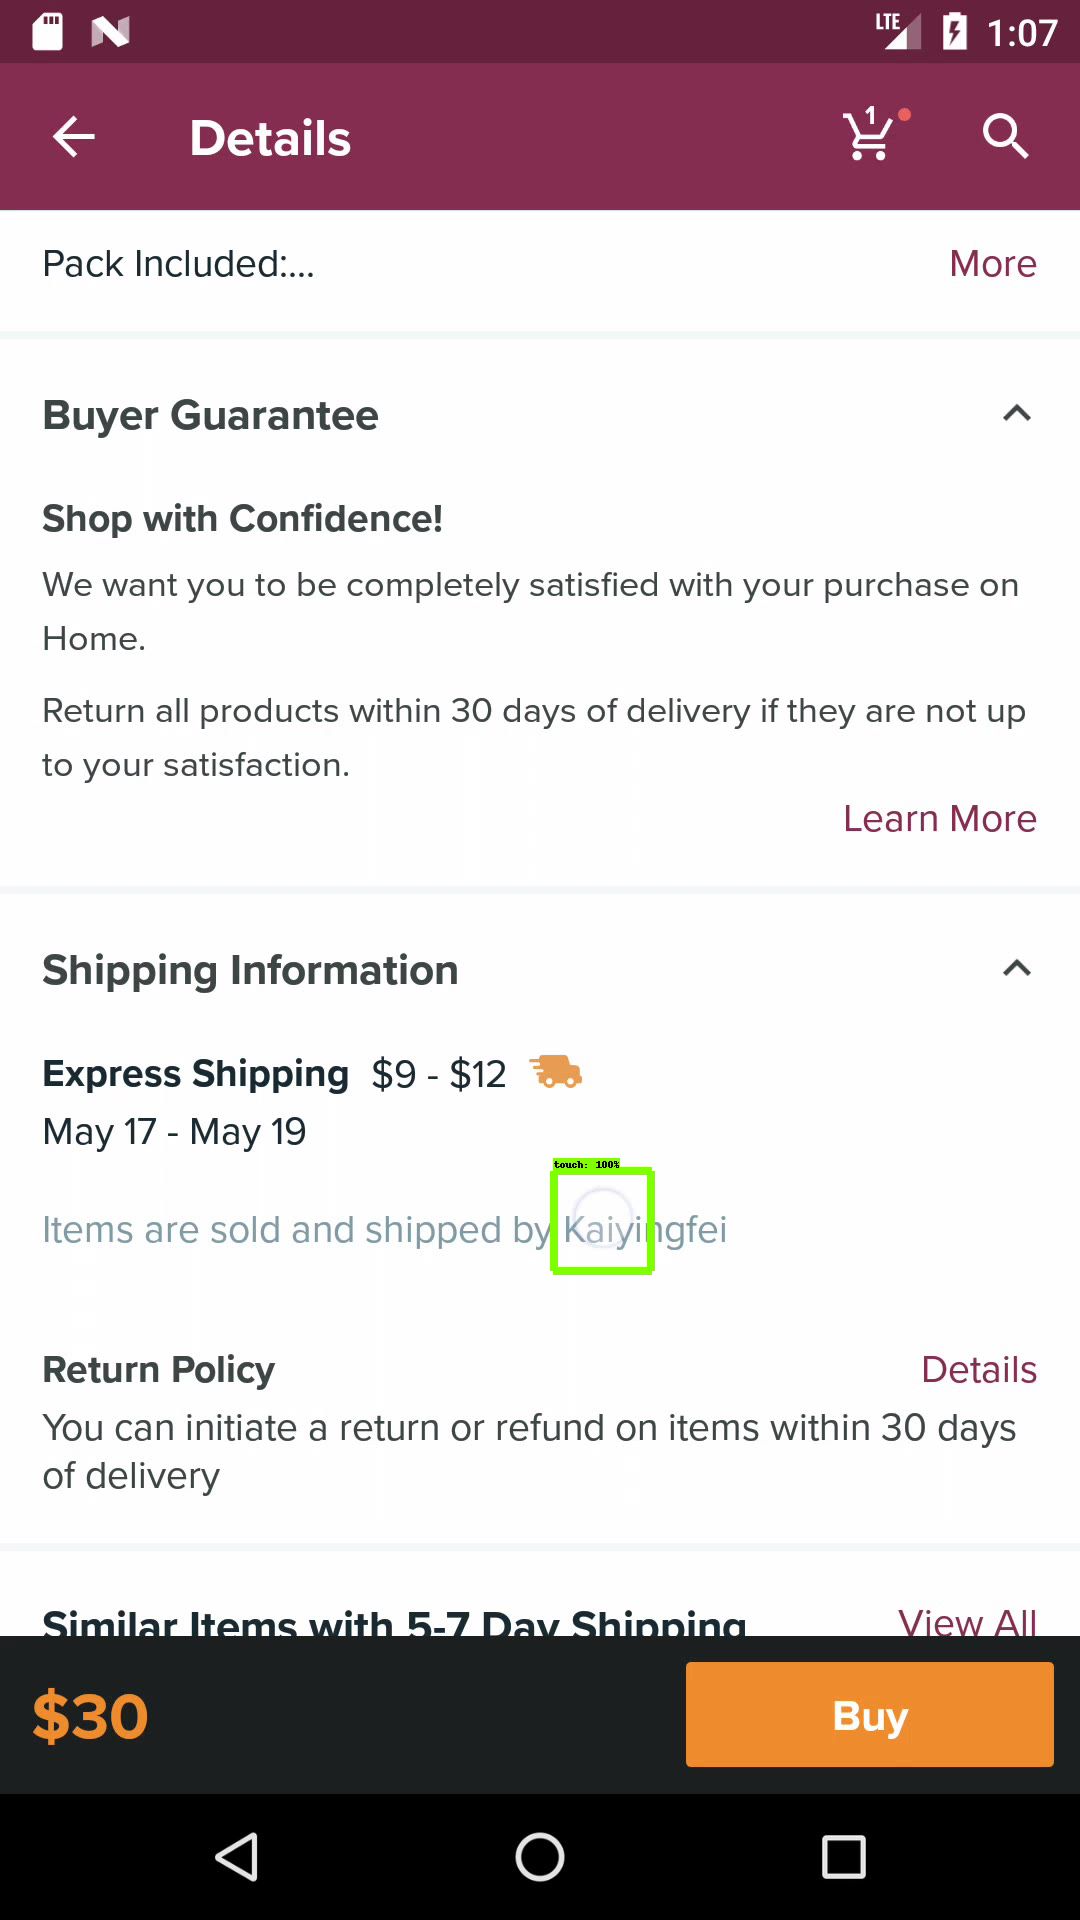 LTE 1:07
Details 1
Pack Included:... More
Buyer Guarantee
Shop with Confidence!
We want you to be completely satisfied with your purchase on
Home.
Return all products within 30 days of delivery if they are not up
to your satisfaction.
Learn More
Shipping Information
Express Shipping $9 - $12
May 17 - May 19
touch: 100%
Items are sold and shipped by Kaiyingfei
Return Policy Details
You can initiate a return or refund on items within 30 days
of delivery
Similar Items with 5-7 Day Shipping View All
$30 Buy